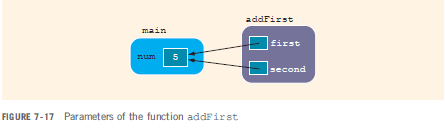 addFirst
main
first
num 5
second
FIGURE 7-17 Parameters of the function addFirst